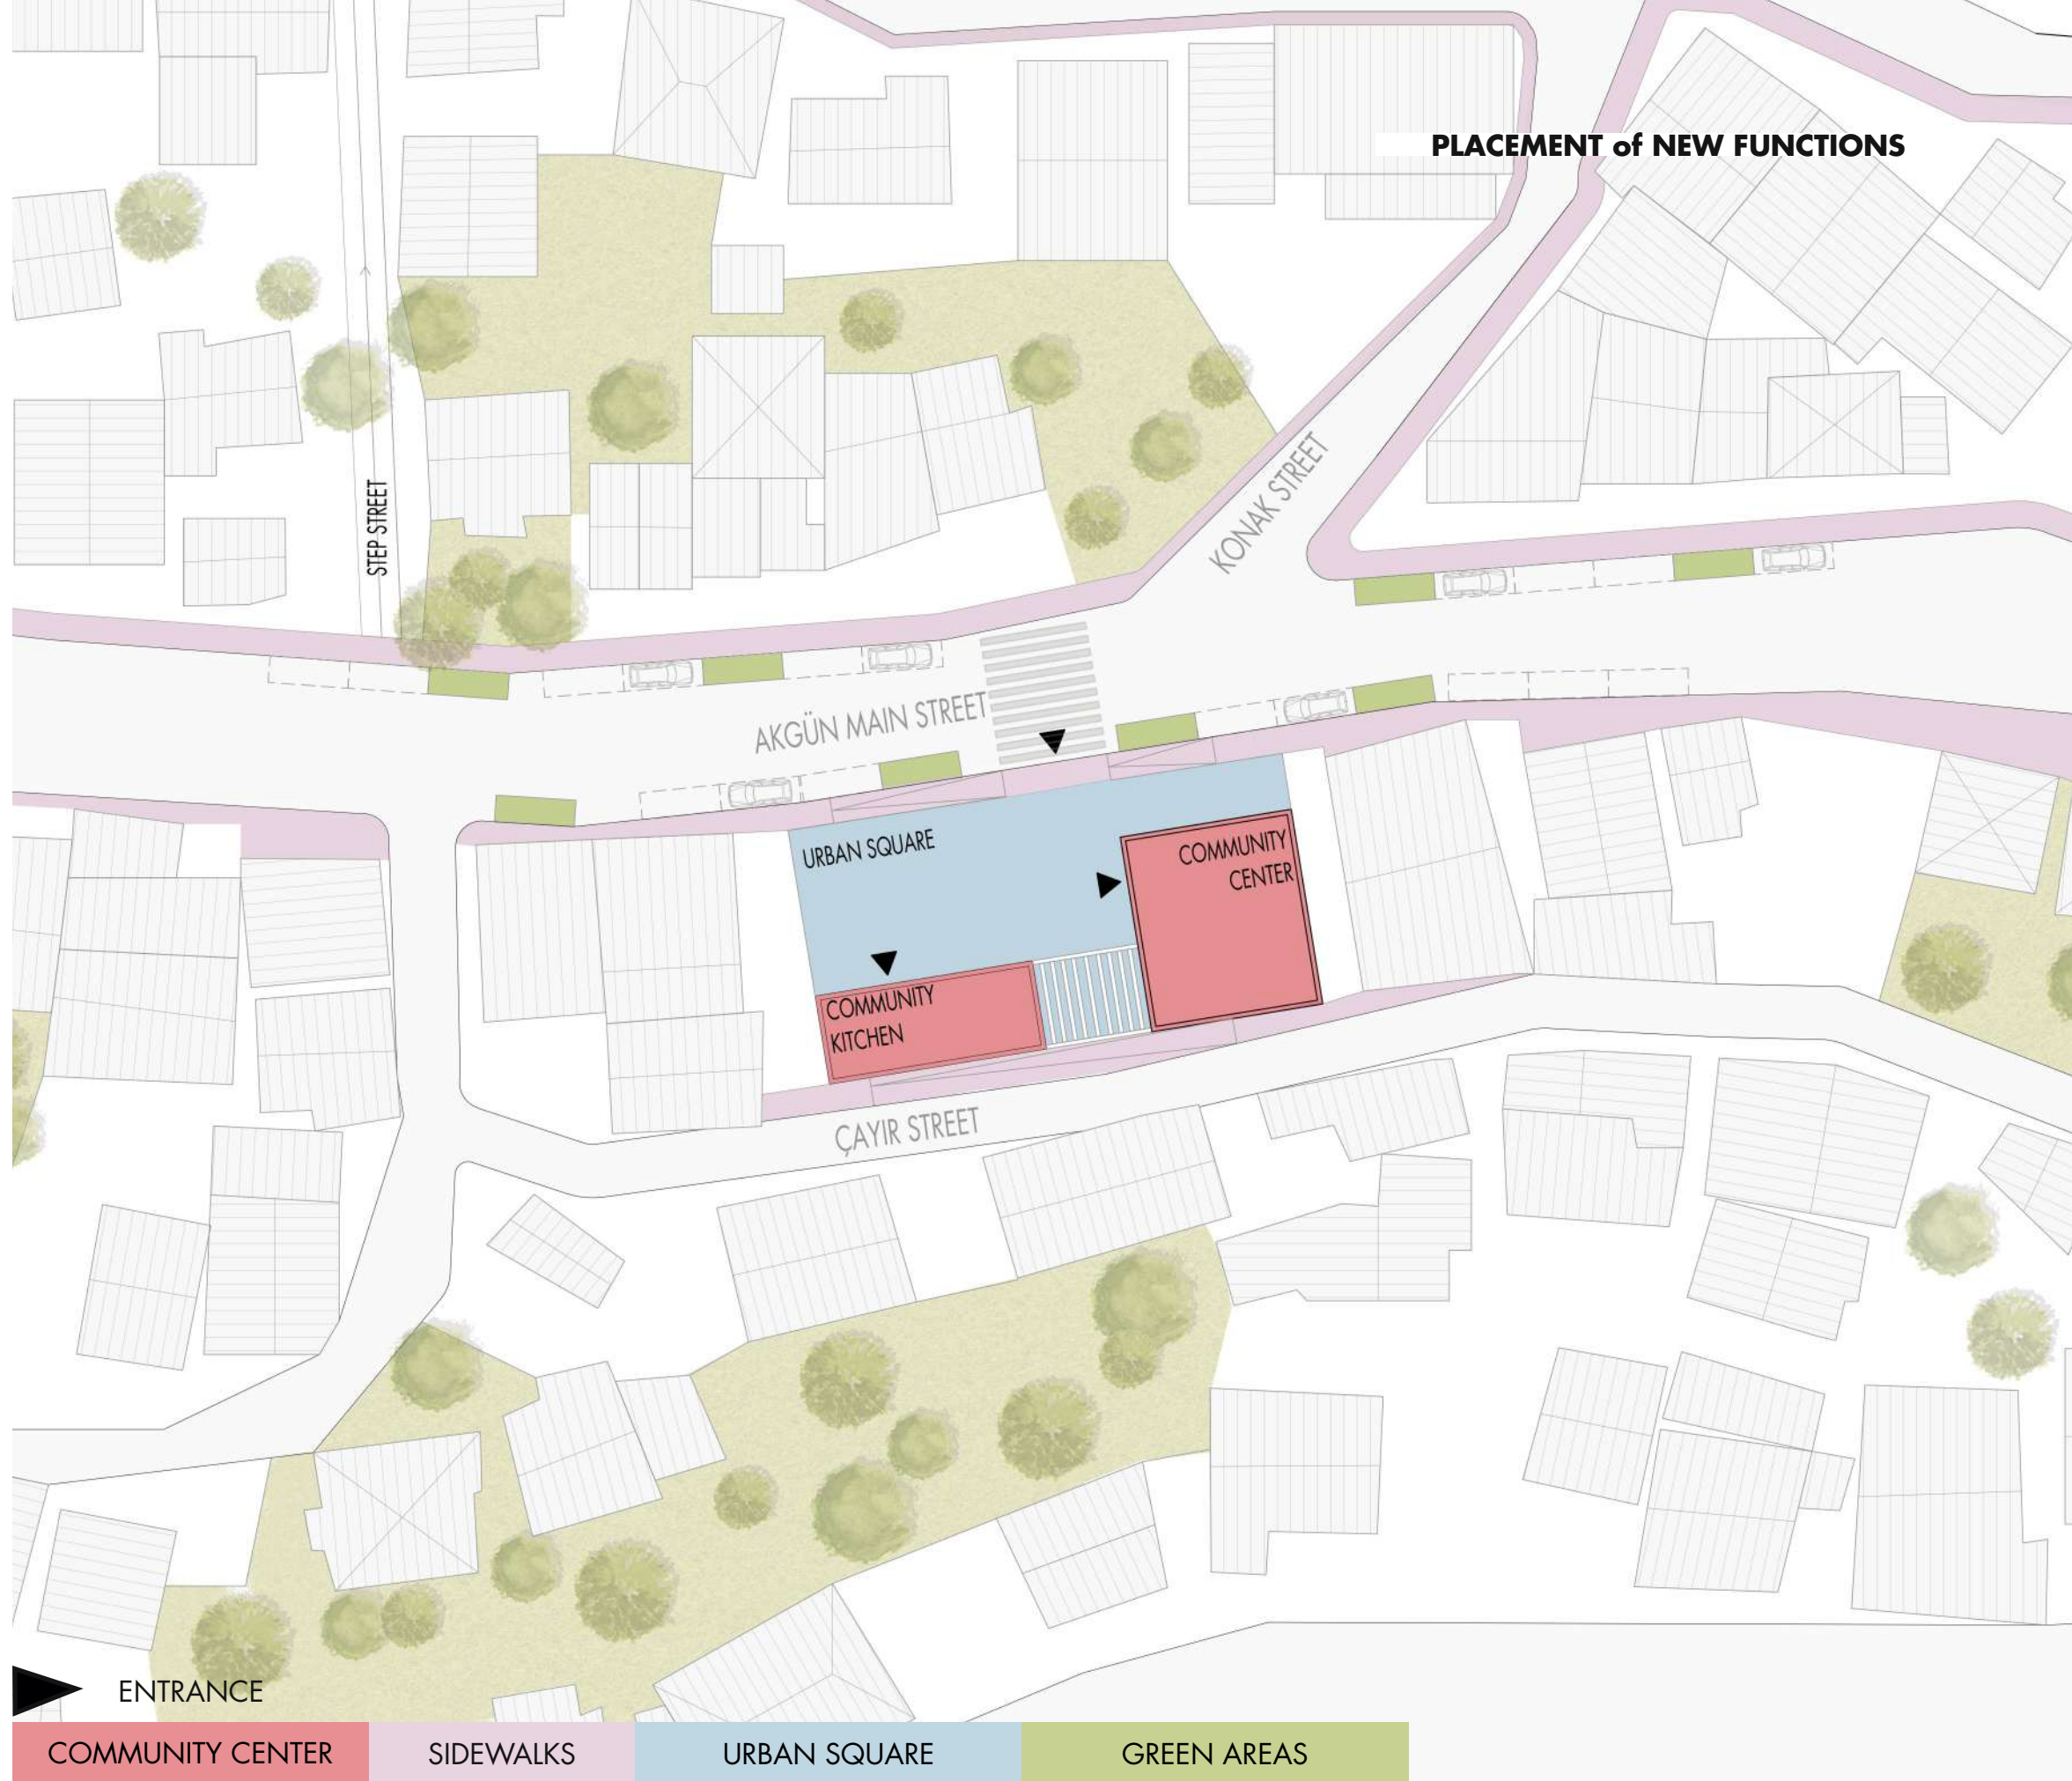 PLACEMENT of NEW FUNCTIONS
STEP STREET
KONAK STREET
AKGÜN MAIN STREET
URBAN SQUARE
COMMUNITY
CENTER
COMMUNITY
KITCHEN
ÇAYIR STREET
ENTRANCE
COMMUNITY CENTER
SIDEWALKS
URBAN SQUARE
GREEN AREAS